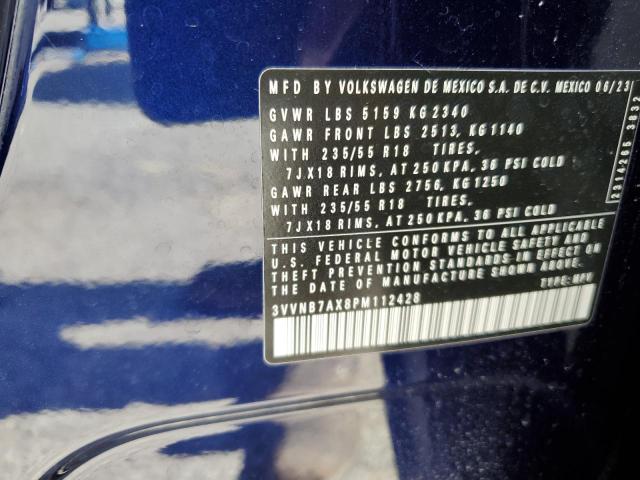 MFD BY VOLKSWAGEN DE MEXICO S.A. DE C.V. MEXICO 06/23
GVWR LBS 5159 KG 2340
GAWR FRONT LBS 2513, KG 1140
WITH 235/55 R18 TIRES,
7JX18 RIMS, AT 250 KPA, 36 PSI COLD
GAWR REAR LBS 2756, KG 1250
WITH 235/55 R18 TIRES,
7JX18 RIMS, AT 250 KPA, 36 PSI COLD
THIS VEHICLE CONFORMS TO ALL APPLICABLE
U.S. FEDERAL MOTOR VEHICLE SAFETY AND
THEFT PREVENTION STANDARDS IN EFFECT ON
THE DATE OF MANUFACTURE SHOWN ABOVE.
TYPE: MPV
3VVNB7AX8PM112428
2314265 3832